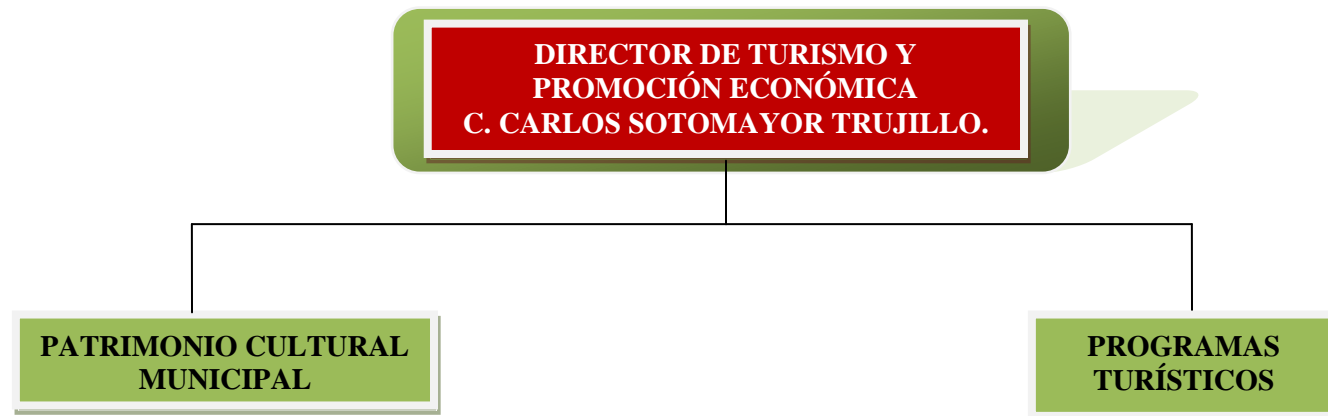 DIRECTOR DE TURISMO Y
PROMOCIÓN ECONÓMICA
C. CARLOS SOTOMAYOR TRUJILLO.
PATRIMONIO CULTURAL
MUNICIPAL
PROGRAMAS
TURÍSTICOS